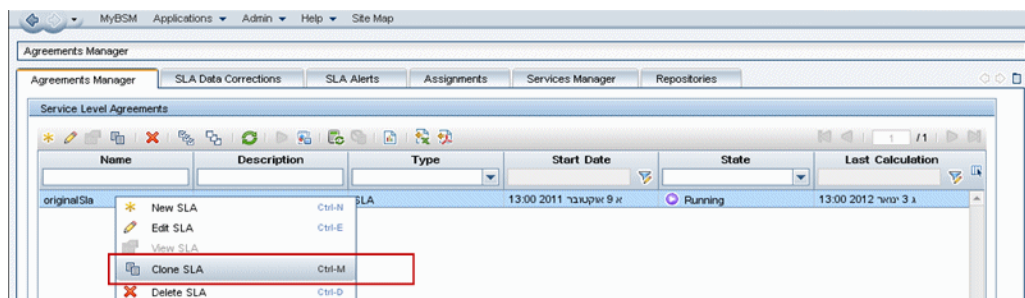 MyBSM Applications Admin Help Site Map
Agreements Manager
Agreements Manager SLA Data Corrections SLA Alerts Assignments Services Manager Repositories
Service Level Agreements
1 /1
Name Description Type Start Date State Last Calculation
originalSla SLA א 9 אוקטובר 2011 13:00 Running ג 3 ינואר 2012 13:00
New SLA Ctrl-N
Edit SLA Ctrl-E
View SLA
Clone SLA Ctrl-M
Delete SLA Ctrl-D